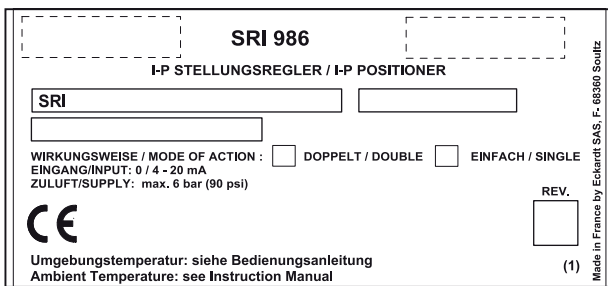 SRI 986
I-P STELLUNGSREGLER / I-P POSITIONER
SRI
WIRKUNGSWEISE / MODE OF ACTION : DOPPELT / DOUBLE EINFACH / SINGLE
EINGANG/INPUT: 0 / 4 - 20 mA
ZULUFT/SUPPLY: max. 6 bar (90 psi)
REV.
CE
Umgebungstemperatur: siehe Bedienungsanleitung
Ambient Temperature: see Instruction Manual
(1)
Made in France by Eckardt SAS, F- 68360 Soultz